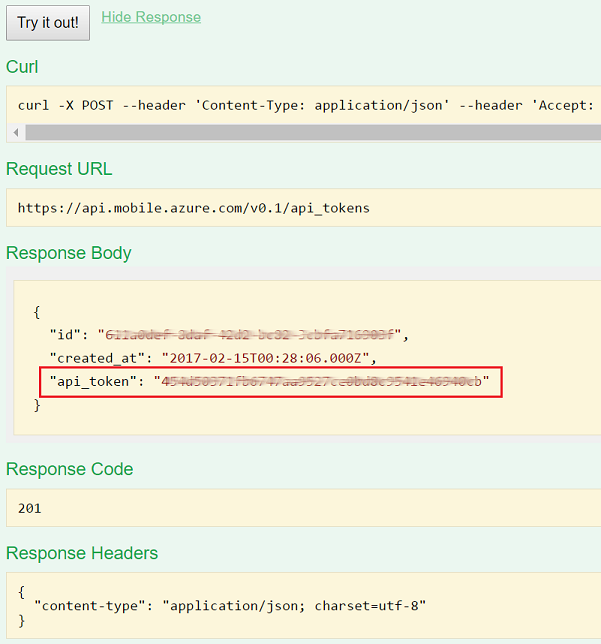 Try it out!
Hide Response
Curl
curl -X POST --header 'Content-Type: application/json' --header 'Accept:
Request URL
https://api.mobile.azure.com/v0.1/api_tokens
Response Body
{
"id": "",
"created_at": "2017-02-15T00:28:06.000Z",
"api_token": ""
}
Response Code
201
Response Headers
{
"content-type": "application/json; charset=utf-8"
}